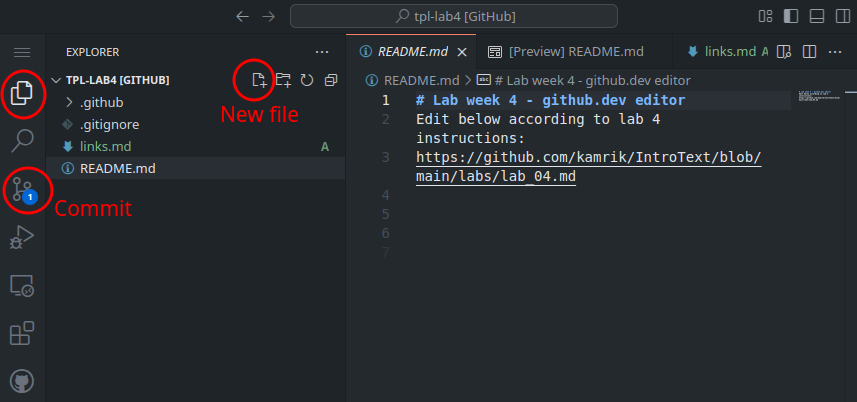 tpl-lab4 [GitHub]
EXPLORER
TPL-LAB4 [GITHUB]
New file
.github
.gitignore
links.md A
README.md
1
Commit
README.md
[Preview] README.md
links.md A
README.md > # Lab week 4 - github.dev editor
1 # Lab week 4 - github.dev editor
2 Edit below according to lab 4
instructions:
3 https://github.com/kamrik/IntroText/blob/
main/labs/lab_04.md
4
5
6
7